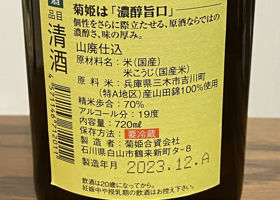 菊姫は「濃醇旨口」
個性をさらに際立たせる、原酒ならではの
濃醇さ、味の厚み。
品目
清酒
山廃仕込
原材料名：米（国産）
米こうじ（国産米）
原料米：兵庫県三木市吉川町
（特A地区）産山田錦100％使用
精米歩合：70％
アルコール分：19度
内容量：720ml
保存方法：要冷蔵
製造者：菊姫合資会社
石川県白山市鶴来新町タ－8
製造年月 2023.12.A
飲酒は20歳になってから。
妊娠中や授乳期の飲酒はお控え下さい。